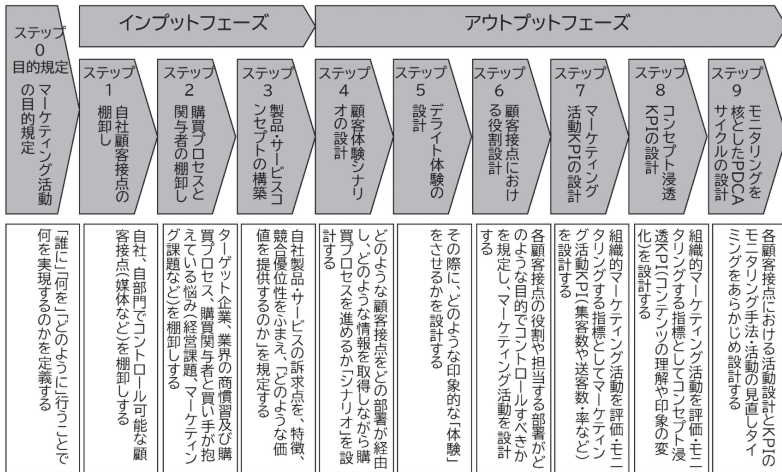 インプットフェーズ
アウトプットフェーズ
ステップ
0
目的規定
マーケティング活動
の目的規定
ステップ
1
自社顧客接点の
棚卸し
ステップ
2
購買プロセスと
関与者の棚卸し
ステップ
3
製品・サービスコ
ンセプトの構築
ステップ
4
顧客体験シナリ
オの設計
ステップ
5
デライト体験の
設計
ステップ
6
顧客接点におけ
る役割設計
ステップ
7
マーケティング
活動KPIの設計
ステップ
8
コンセプト浸透
KPIの設計
ステップ
9
モニタリングを
核としたPDCA
サイクルの設計
「誰に」「何を」「どのように」行うことで
何を実現するのかを定義する
自社、自部門でコントロール可能な顧
客接点(媒体など)を棚卸しする
ターゲット企業、業界の商慣習及び購
買プロセス、購買関与者と買い手が抱
えている悩み(経営課題、マーケティン
グ課題など)を棚卸しする
自社製品・サービスの訴求点を、特徴、
競合優位性をふまえ、「どのような価
値を提供するのか」を規定する
どのような顧客接点をどの部署が経由
し、どのような情報を取得しながら購
買プロセスを進めるか「シナリオ」を設
計する
その際に、どのような印象的な「体験」
をさせるかを設計する
各顧客接点の役割や担当する部署がど
のような目的でコントロールすべきか
を規定し、マーケティング活動を設計
する
組織的マーケティング活動を評価・モニ
タリングする指標としてマーケティン
グ活動KPI(集客数や送客数・率など)
を設計する
組織的マーケティング活動を評価・モニ
タリングする指標としてコンセプト浸
透KPI(コンテンツの理解や印象の変
化)を設計する
各顧客接点における活動設計とKPIの
モニタリング手法・活動の見直しタイ
ミングをあらかじめ設計する